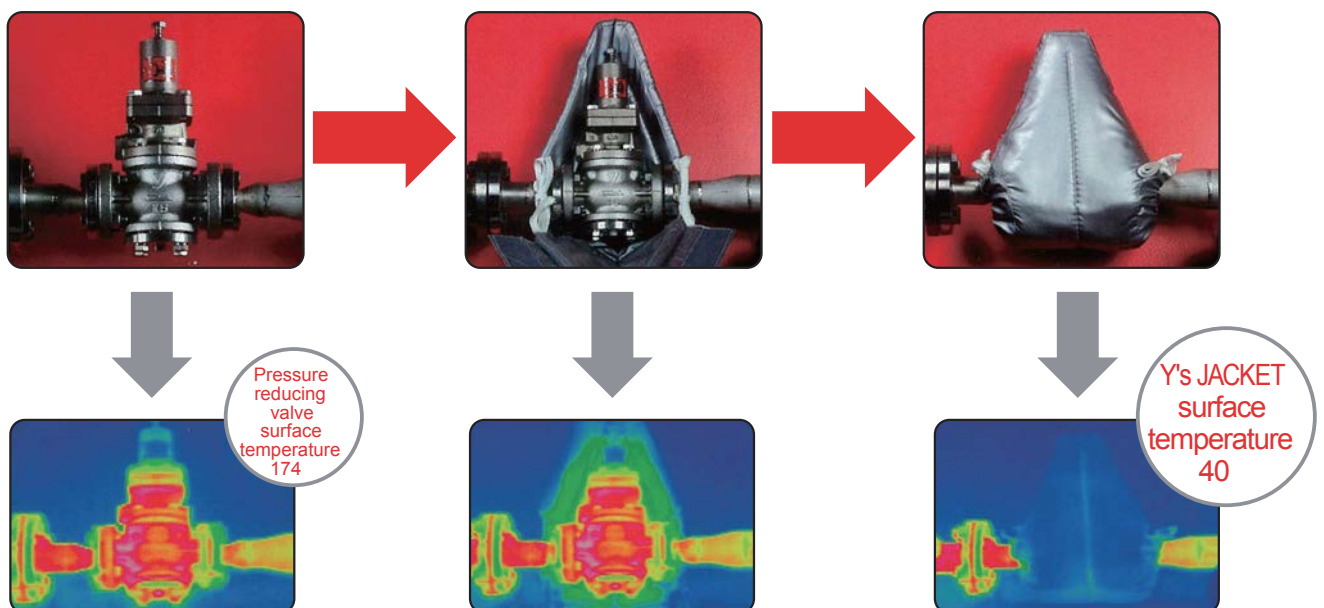 Pressure
reducing
valve
surface
temperature
174
Y's JACKET
surface
temperature
40